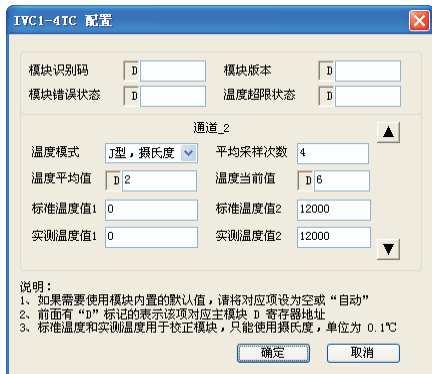 IVC1-4TC 配置
模块识别码 D 模块版本 D
模块错误状态 D 温度超限状态 D
通道_2
温度模式 J型，摄氏度 平均采样次数 4
温度平均值 D 2 温度当前值 D 6
标准温度值1 0 标准温度值2 12000
实测温度值1 0 实测温度值2 12000
说明：
1、如果需要使用模块内置的默认值，请将对应项设为空或“自动”
2、前面有“D”标记的表示该项对应主模块 D 寄存器地址
3、标准温度和实测温度用于校正模块，只能使用摄氏度，单位为 0.1℃
确定 取消